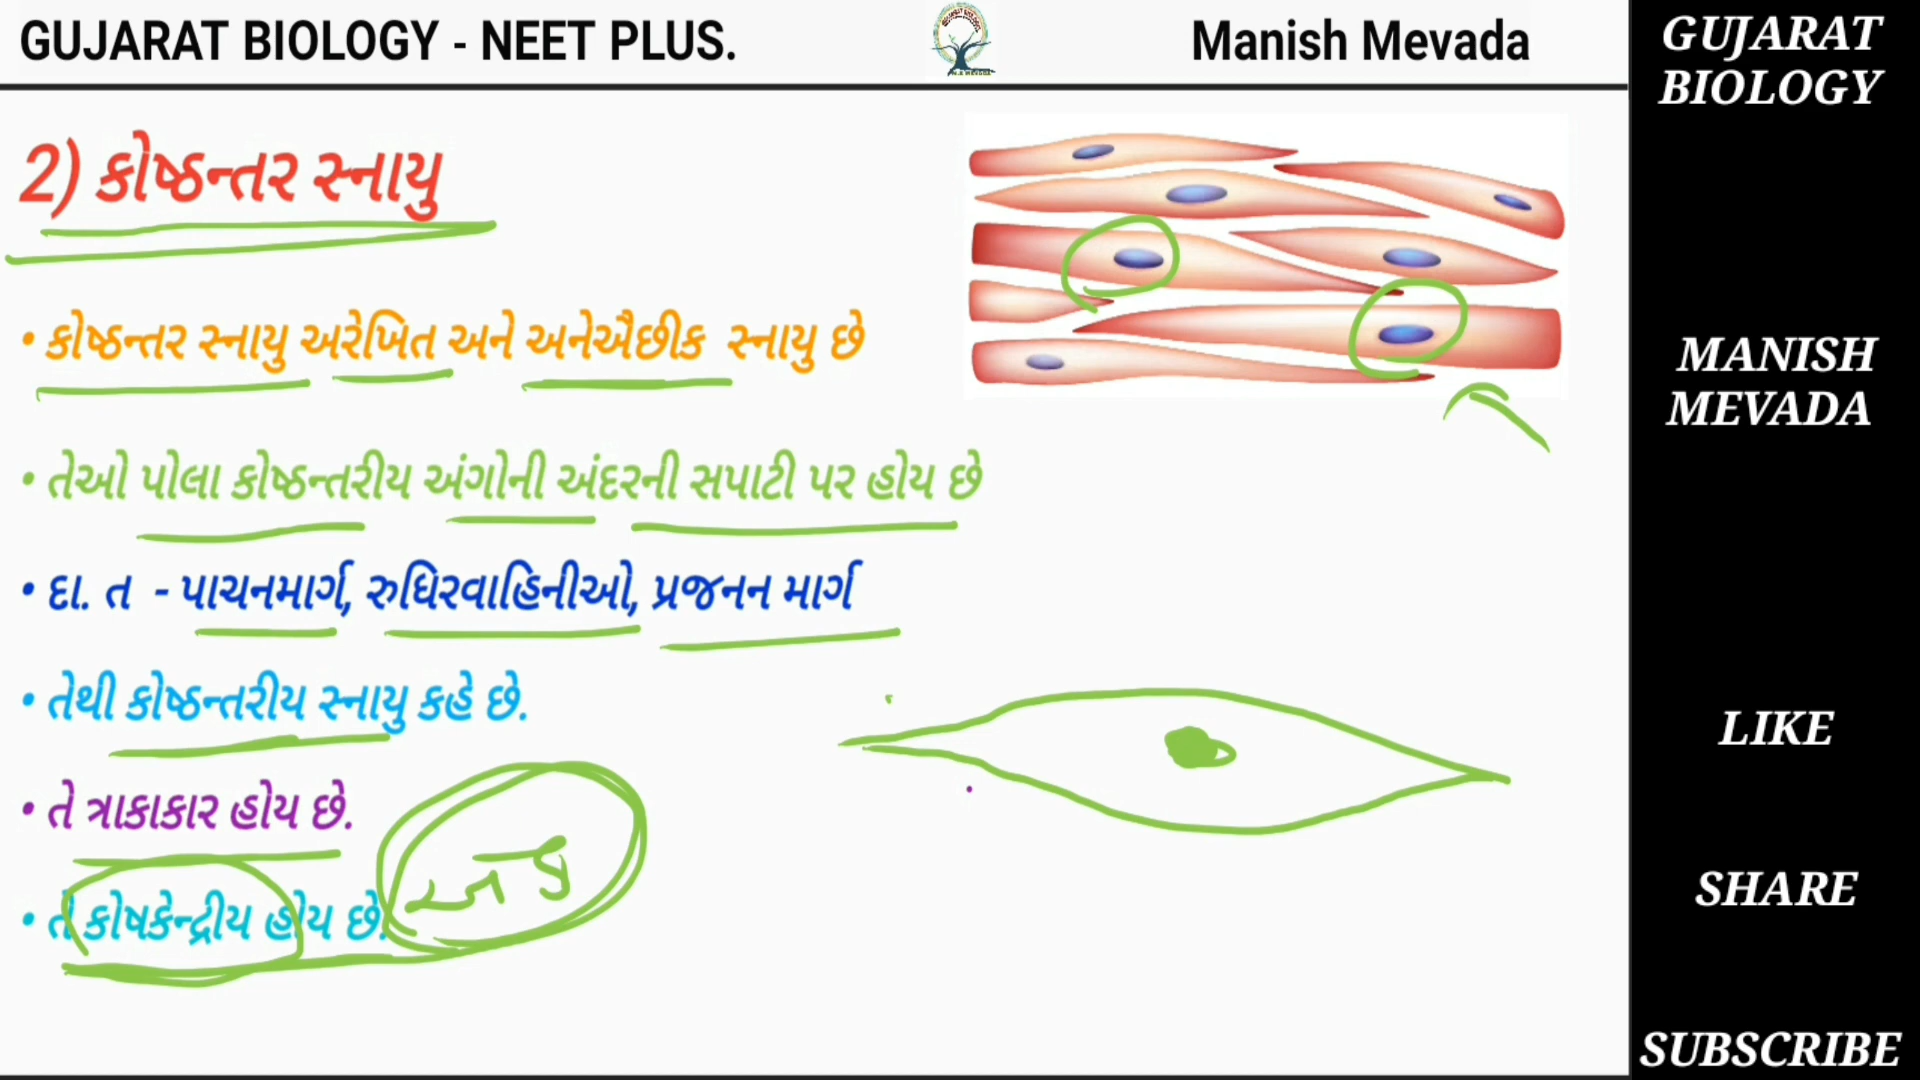 GUJARAT BIOLOGY - NEET PLUS.
Manish Mevada
2) કોષ્ઠન્તર સ્નાયુ
• કોષ્ઠન્તર સ્નાયુ અરેખિત અને અનેઐછીક સ્નાયુ છે
• તેઓ પોલા કોષ્ઠન્તરીય અંગોની અંદરની સપાટી પર હોય છે
• દા. ત - પાચનમાર્ગ, રુધિરવાહિનીઓ, પ્રજનન માર્ગ
• તેથી કોષ્ઠન્તરીય સ્નાયુ કહે છે.
• તે ત્રાકાકાર હોય છે.
• તે કોષકેન્દ્રીય હોય છે.
GUJARAT
BIOLOGY
MANISH
MEVADA
LIKE
SHARE
SUBSCRIBE